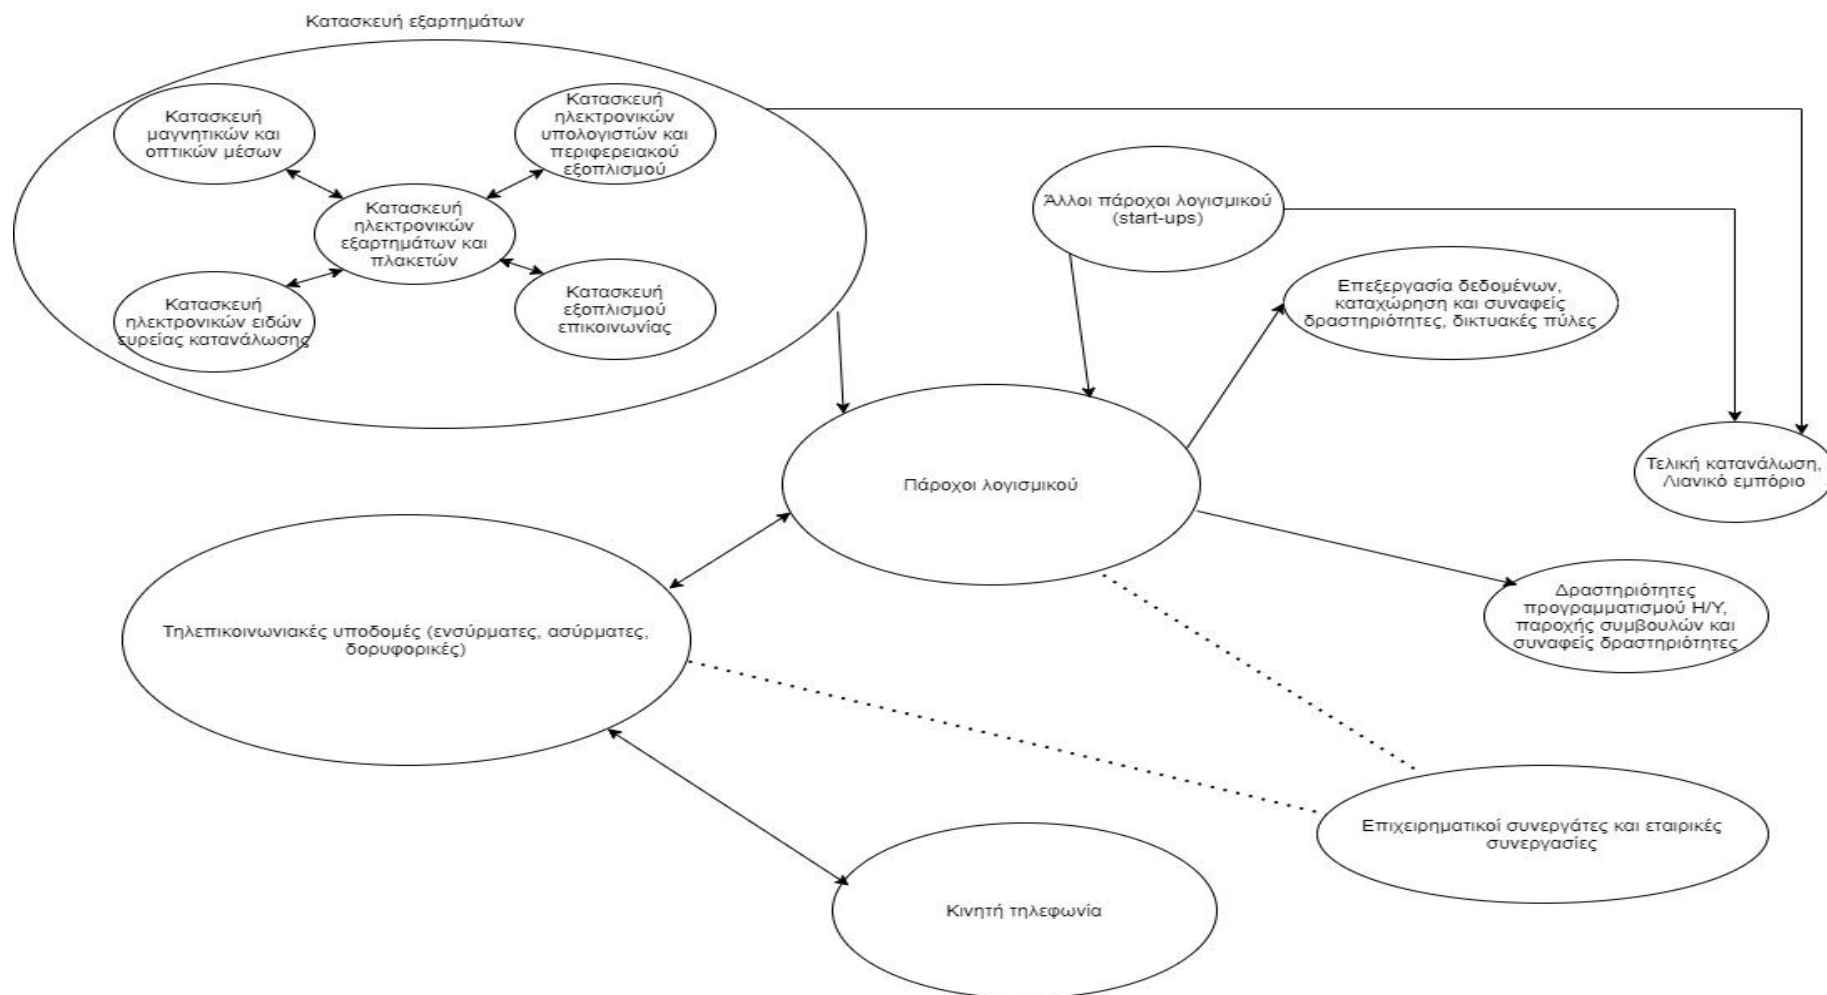 Κατασκευή εξαρτημάτων
Κατασκευή
μαγνητικών και
οπτικών μέσων
Κατασκευή
ηλεκτρονικών
υπολογιστών και
περιφερειακού
εξοπλισμού
Κατασκευή
ηλεκτρονικών
εξαρτημάτων και
πλακετών
Κατασκευή
ηλεκτρονικών ειδών
ευρείας κατανάλωσης
Κατασκευή
εξοπλισμού
επικοινωνίας
Άλλοι πάροχοι λογισμικού
(start-ups)
Επεξεργασία δεδομένων,
καταχώρηση και συναφείς
δραστηριότητες, δικτυακές πύλες
Πάροχοι λογισμικού
Τελική κατανάλωση,
Λιανικό εμπόριο
Δραστηριότητες
προγραμματισμού Η/Υ,
παροχής συμβουλών και
συναφείς δραστηριότητες
Τηλεπικοινωνιακές υποδομές (ενσύρματες, ασύρματες,
δορυφορικές)
Επιχειρηματικοί συνεργάτες και εταιρικές
συνεργασίες
Κινητή τηλεφωνία